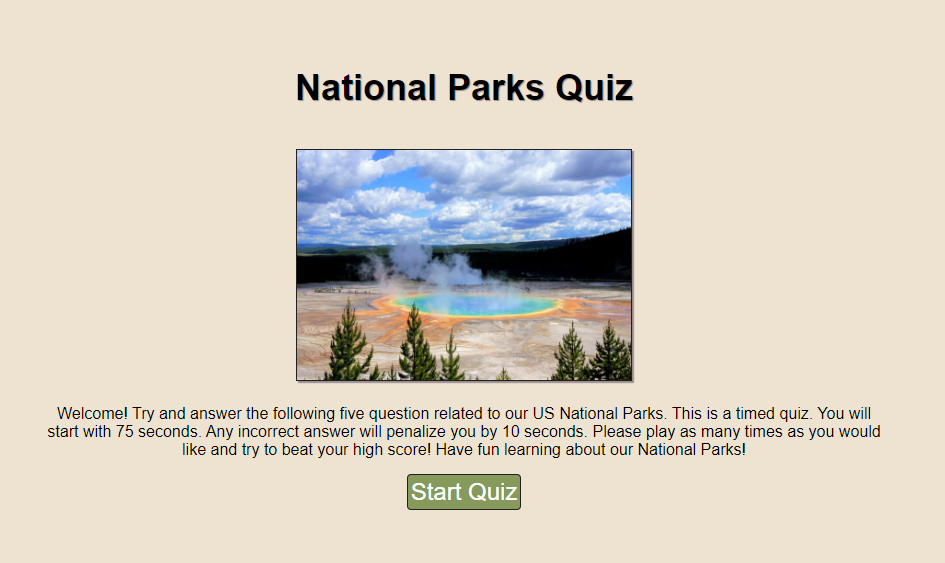 National Parks Quiz
Welcome! Try and answer the following five question related to our US National Parks. This is a timed quiz. You will
start with 75 seconds. Any incorrect answer will penalize you by 10 seconds. Please play as many times as you would
like and try to beat your high score! Have fun learning about our National Parks!
Start Quiz